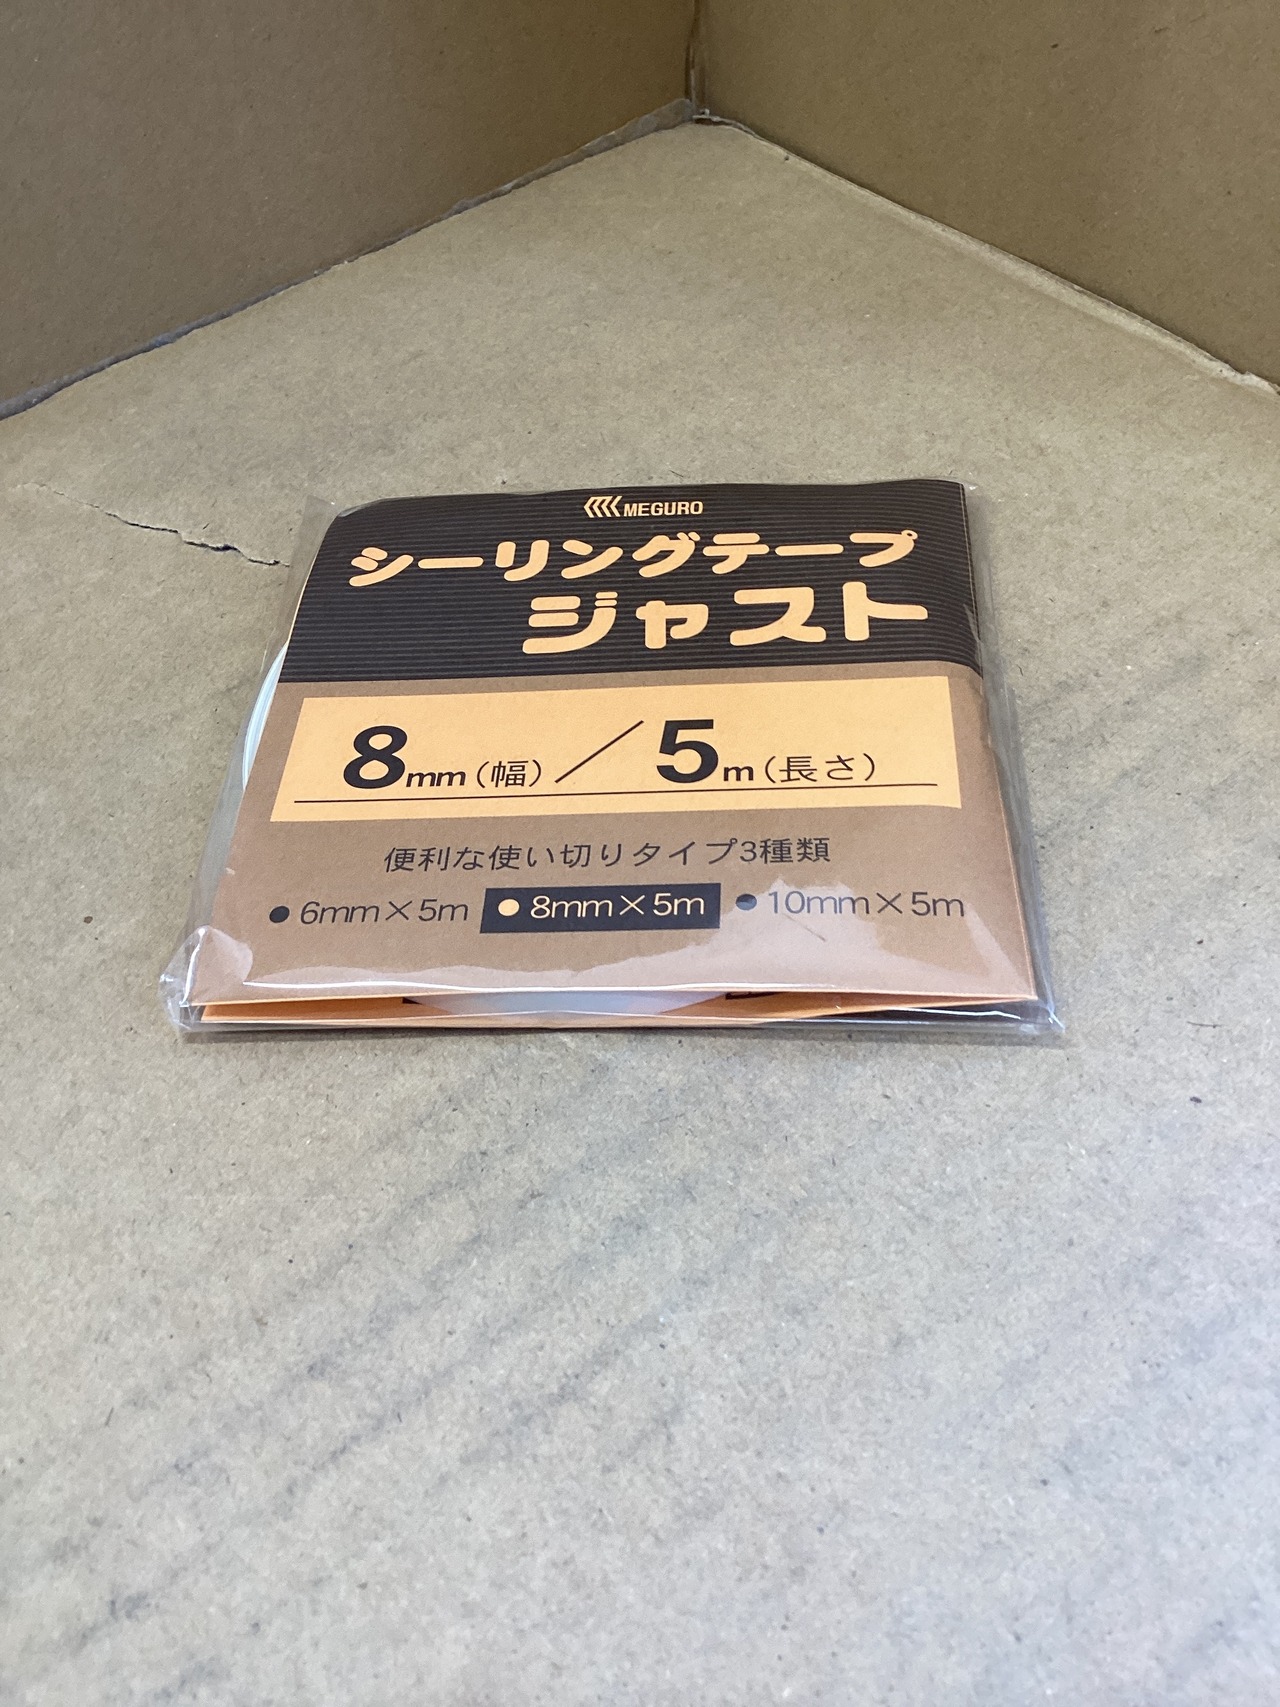 MEGURO
シーリングテープ
ジャスト
8mm(幅)／5m(長さ)
便利な使い切りタイプ3種類
●6mm×5m ●8mm×5m ●10mm×5m